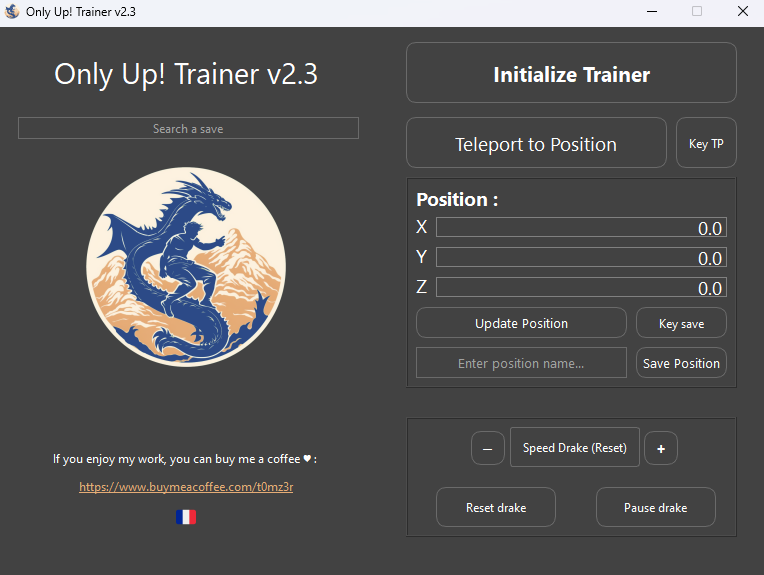 Only Up! Trainer v2.3
Only Up! Trainer v2.3
Search a save
If you enjoy my work, you can buy me a coffee ♥ :
https://www.buymeacoffee.com/t0mz3r
Initialize Trainer
Teleport to Position
Key TP
Position :
X 0.0
Y 0.0
Z 0.0
Update Position
Key save
Enter position name...
Save Position
– Speed Drake (Reset) +
Reset drake
Pause drake